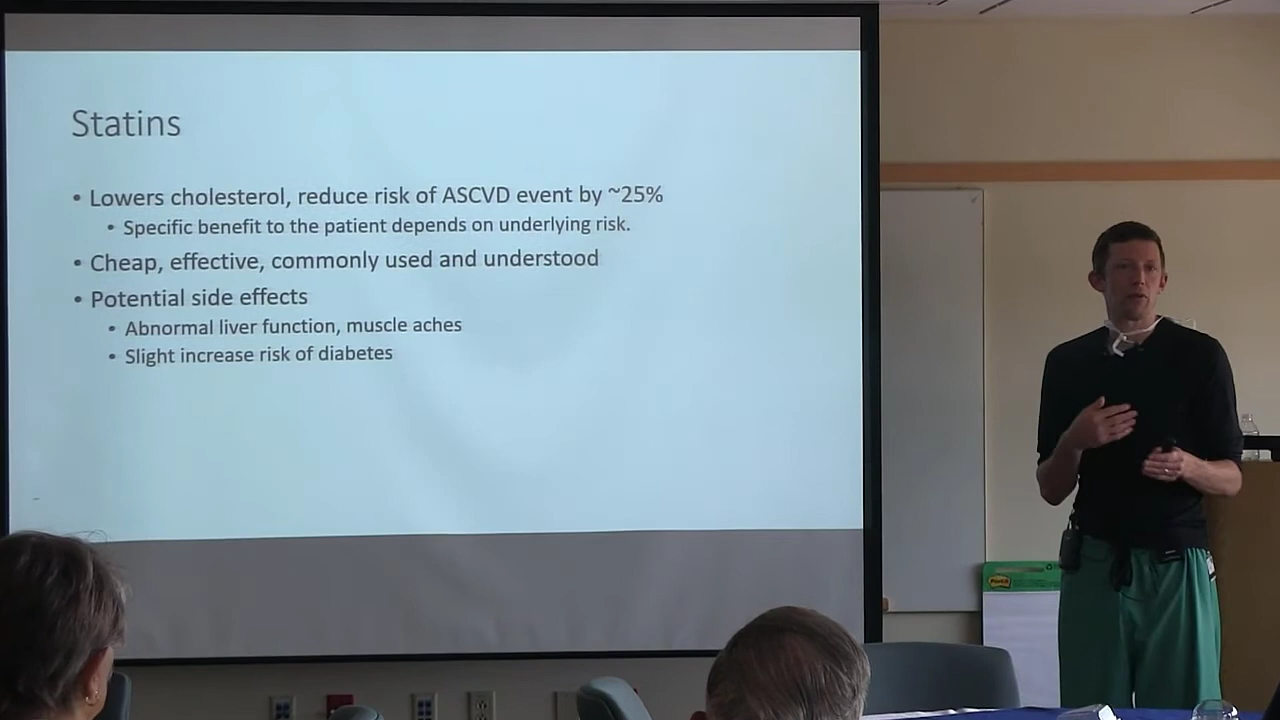 Statins
• Lowers cholesterol, reduce risk of ASCVD event by ~25%
• Specific benefit to the patient depends on underlying risk.
• Cheap, effective, commonly used and understood
• Potential side effects
• Abnormal liver function, muscle aches
• Slight increase risk of diabetes
Post-it